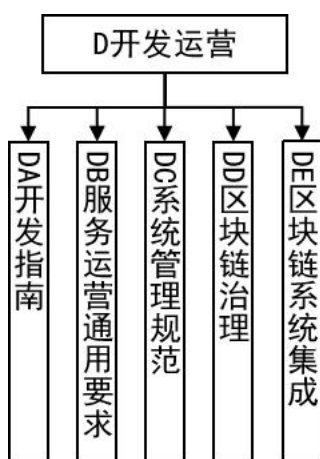 D开发运营
DA开发指南
DB服务运营通用要求
DC系统管理规范
DD区块链治理
DE区块链系统集成